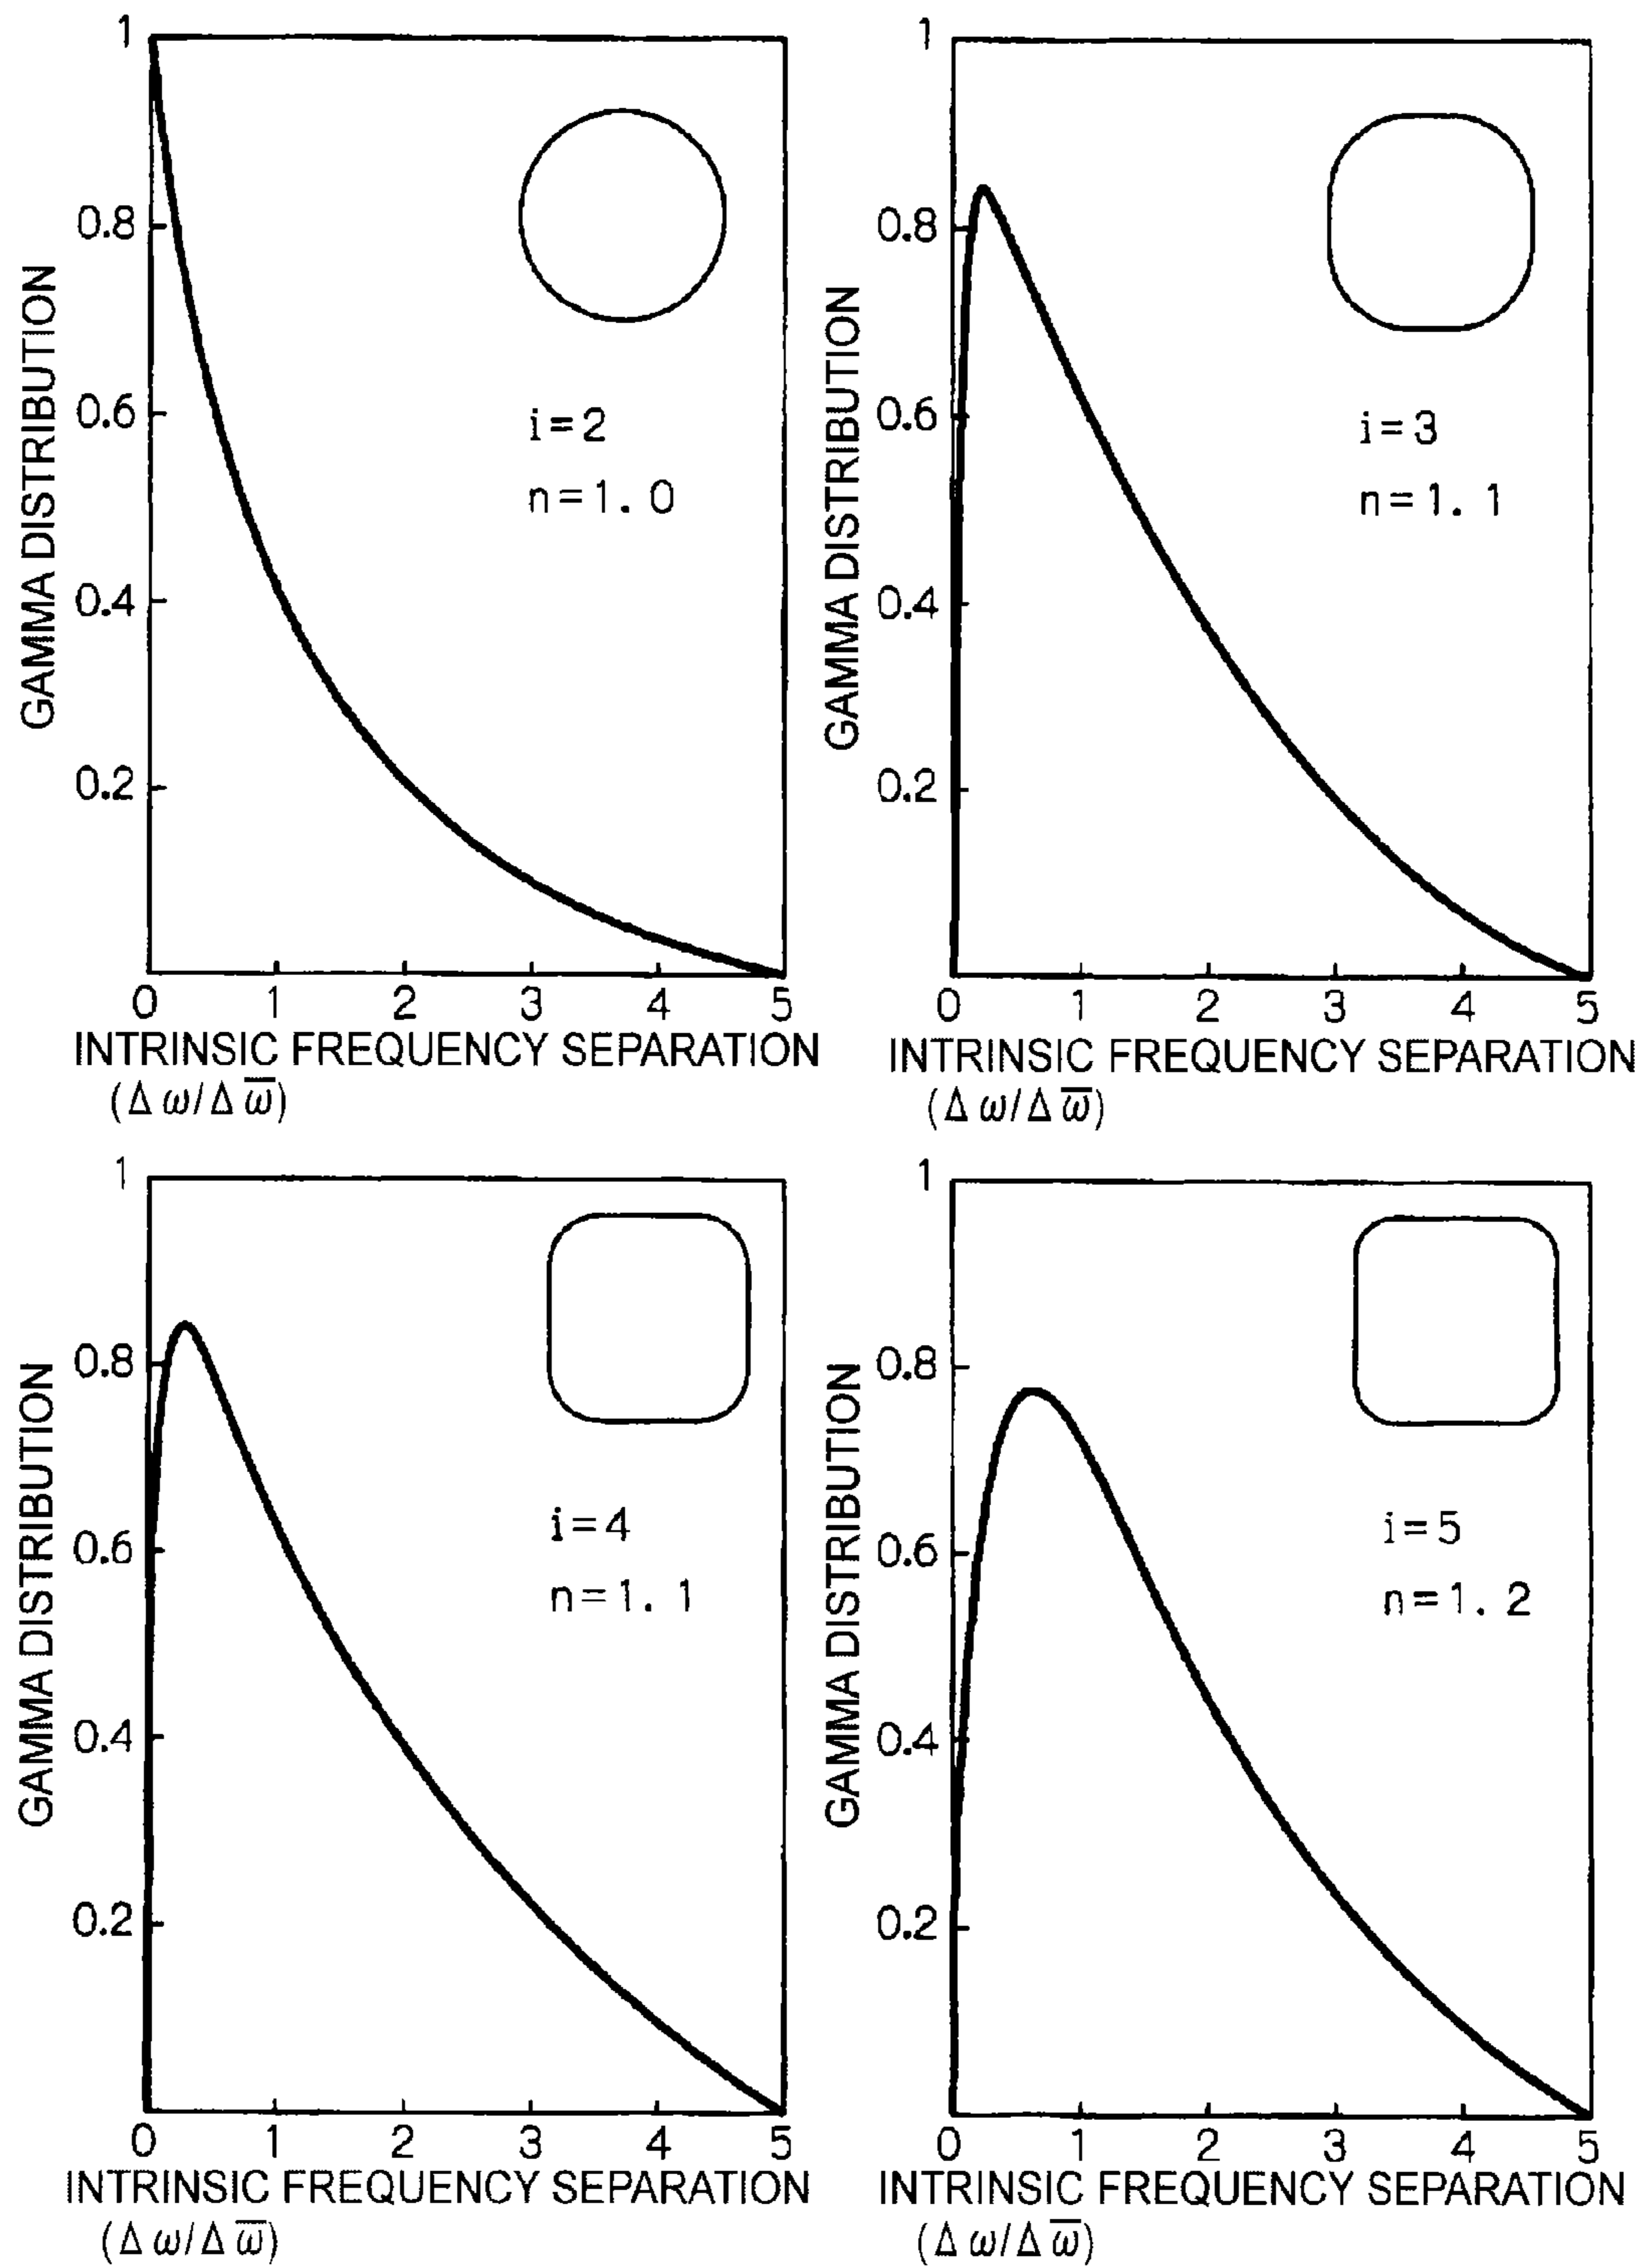 1
0.8
0.6
0.4
0.2
GAMMA DISTRIBUTION
i=2
n=1.0
0 1 2 3 4 5
INTRINSIC FREQUENCY SEPARATION
(Δω/Δω̅)
1
0.8
0.6
0.4
0.2
GAMMA DISTRIBUTION
i=3
n=1.1
0 1 2 3 4 5
INTRINSIC FREQUENCY SEPARATION
(Δω/Δω̅)
1
0.8
0.6
0.4
0.2
GAMMA DISTRIBUTION
i=4
n=1.1
0 1 2 3 4 5
INTRINSIC FREQUENCY SEPARATION
(Δω/Δω̅)
1
0.8
0.6
0.4
0.2
GAMMA DISTRIBUTION
i=5
n=1.2
0 1 2 3 4 5
INTRINSIC FREQUENCY SEPARATION
(Δω/Δω̅)